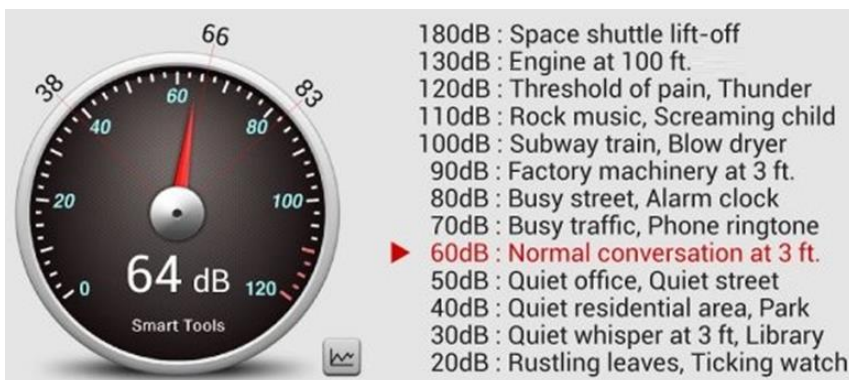 66
38
83
60
40
80
20
100
0
120
64 dB
Smart Tools
180dB : Space shuttle lift-off
130dB : Engine at 100 ft.
120dB : Threshold of pain, Thunder
110dB : Rock music, Screaming child
100dB : Subway train, Blow dryer
90dB : Factory machinery at 3 ft.
80dB : Busy street, Alarm clock
70dB : Busy traffic, Phone ringtone
60dB : Normal conversation at 3 ft.
50dB : Quiet office, Quiet street
40dB : Quiet residential area, Park
30dB : Quiet whisper at 3 ft, Library
20dB : Rustling leaves, Ticking watch